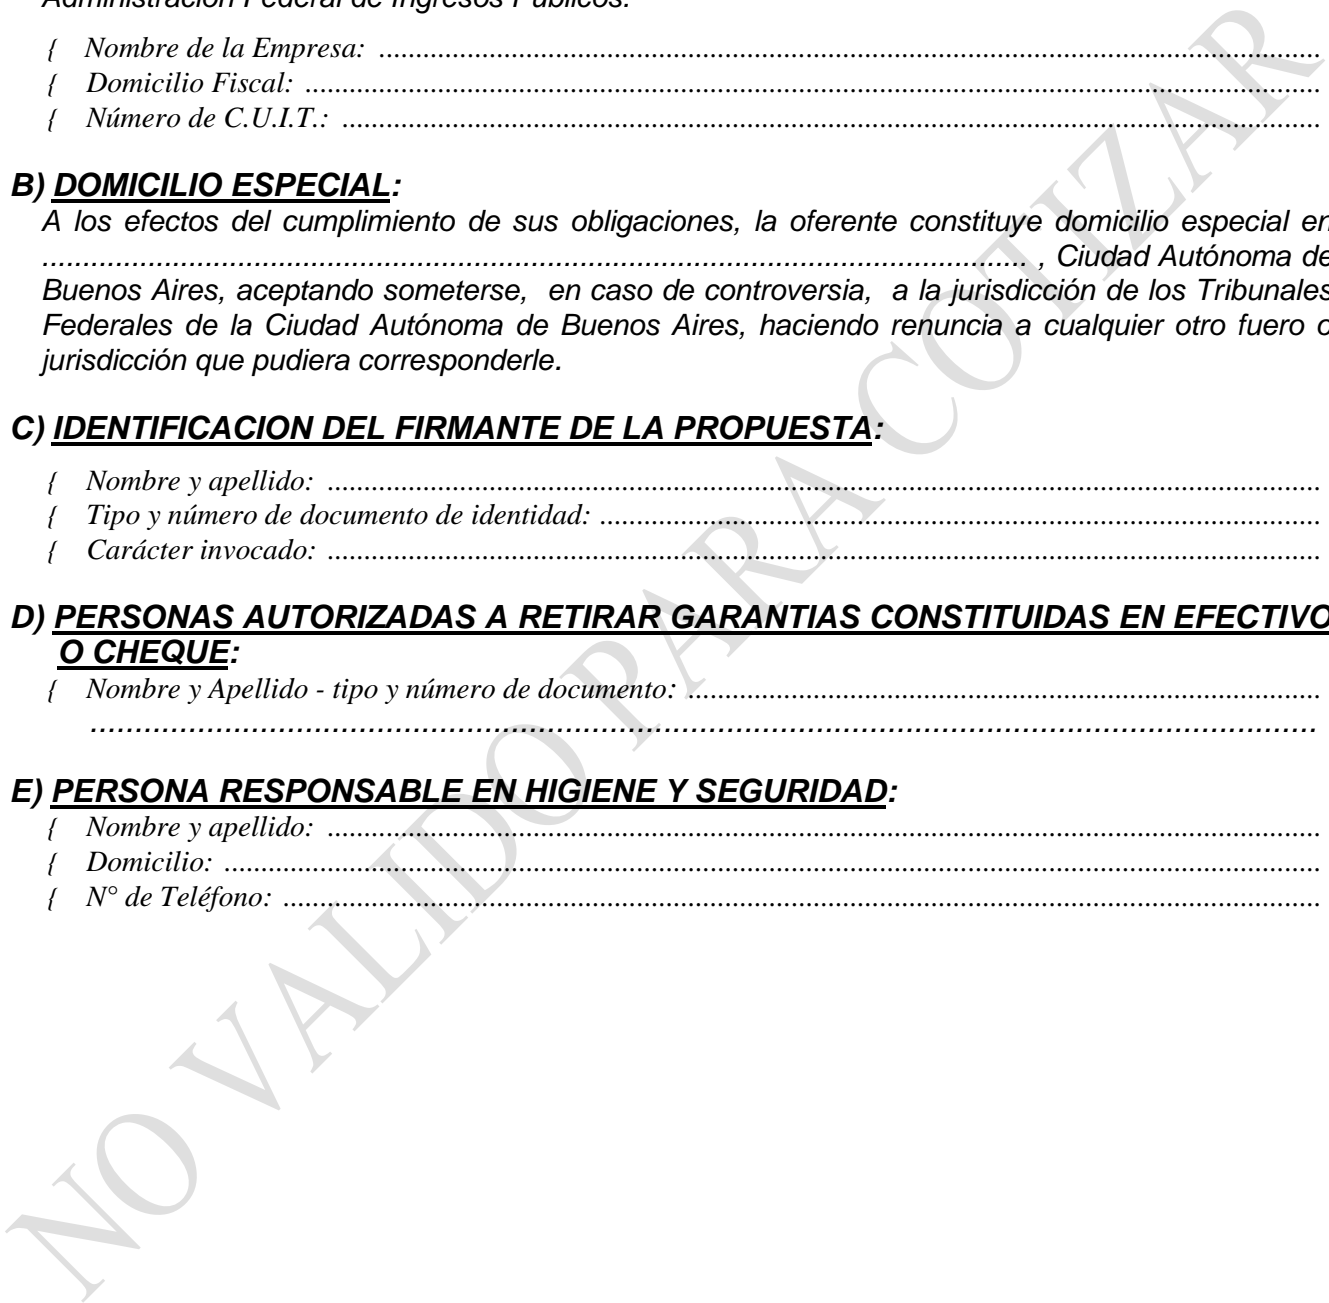 Administración Federal de Ingresos Públicos:
{ Nombre de la Empresa: ................................................................................................................................
{ Domicilio Fiscal: ..........................................................................................................................................
{ Número de C.U.I.T.: .....................................................................................................................................
B) DOMICILIO ESPECIAL:
A los efectos del cumplimiento de sus obligaciones, la oferente constituye domicilio especial en
.......................................................................................................................... , Ciudad Autónoma de
Buenos Aires, aceptando someterse, en caso de controversia, a la jurisdicción de los Tribunales
Federales de la Ciudad Autónoma de Buenos Aires, haciendo renuncia a cualquier otro fuero o
jurisdicción que pudiera corresponderle.
C) IDENTIFICACION DEL FIRMANTE DE LA PROPUESTA:
{ Nombre y apellido: .......................................................................................................................................
{ Tipo y número de documento de identidad: ..................................................................................................
{ Carácter invocado: .......................................................................................................................................
D) PERSONAS AUTORIZADAS A RETIRAR GARANTIAS CONSTITUIDAS EN EFECTIVO
O CHEQUE:
{ Nombre y Apellido - tipo y número de documento: ......................................................................................
.......................................................................................................................................
E) PERSONA RESPONSABLE EN HIGIENE Y SEGURIDAD:
{ Nombre y apellido: .......................................................................................................................................
{ Domicilio: .....................................................................................................................................................
{ N° de Teléfono: .............................................................................................................................................
NO VALIDO PARA COTIZAR